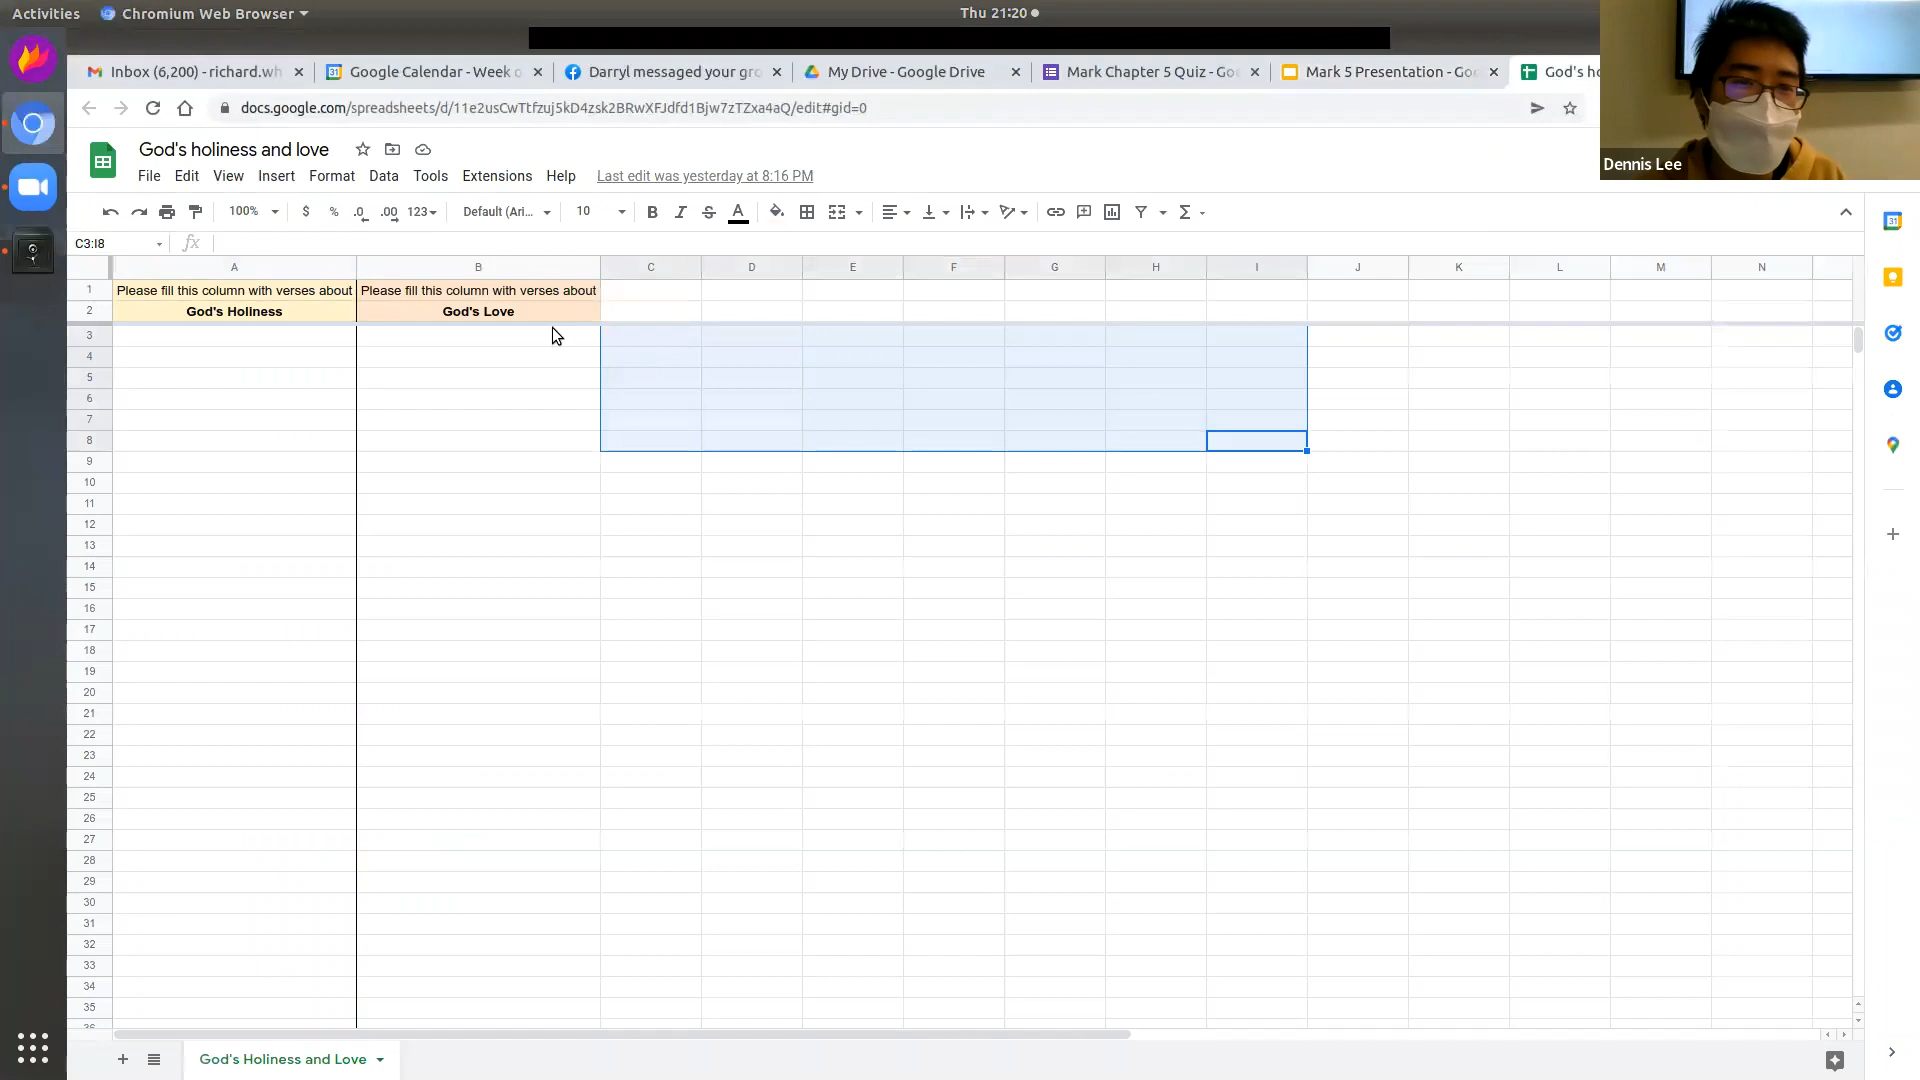 Activities
Chromium Web Browser
Thu 21:20
Inbox (6,200) - richard.wh
Google Calendar - Week o
Darryl messaged your gro
My Drive - Google Drive
Mark Chapter 5 Quiz - Go
Mark 5 Presentation - Goo
God's ho
docs.google.com/spreadsheets/d/11e2usCwTtfzuj5kD4zsk2BRwXFJdfd1Bjw7zTZxa4aQ/edit#gid=0
God's holiness and love
File Edit View Insert Format Data Tools Extensions Help Last edit was yesterday at 8:16 PM
Dennis Lee
100% $ % .0 .00 123 Default (Ari... 10 B I S A Σ
C3:I8 fx
A B C D E F G H I J K L M N
1 Please fill this column with verses about Please fill this column with verses about
2 God's Holiness God's Love
3
4
5
6
7
8
9
10
11
12
13
14
15
16
17
18
19
20
21
22
23
24
25
26
27
28
29
30
31
32
33
34
35
36
God's Holiness and Love
31